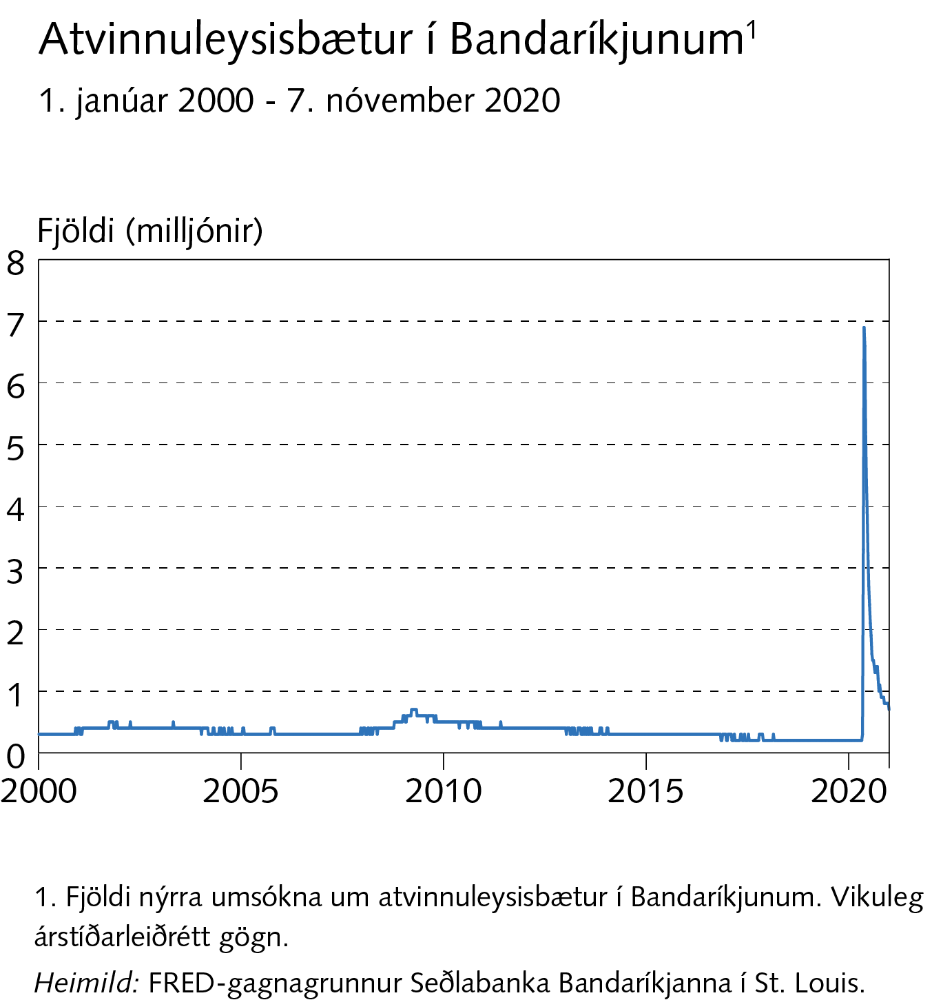 Atvinnuleysisbætur í Bandaríkjunum¹
1. janúar 2000 - 7. nóvember 2020
Fjöldi (milljónir)
8
7
6
5
4
3
2
1
0
2000 2005 2010 2015 2020
1. Fjöldi nýrra umsókna um atvinnuleysisbætur í Bandaríkjunum. Vikuleg
árstíðarleiðrétt gögn.
Heimild: FRED-gagnagrunnur Seðlabanka Bandaríkjanna í St. Louis.